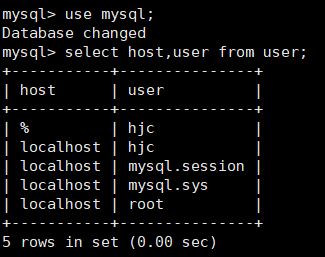 mysql> use mysql;
Database changed
mysql> select host,user from user;
+-----------+---------------+
| host      | user          |
+-----------+---------------+
| %         | hjc           |
| localhost | hjc           |
| localhost | mysql.session |
| localhost | mysql.sys     |
| localhost | root          |
+-----------+---------------+
5 rows in set (0.00 sec)